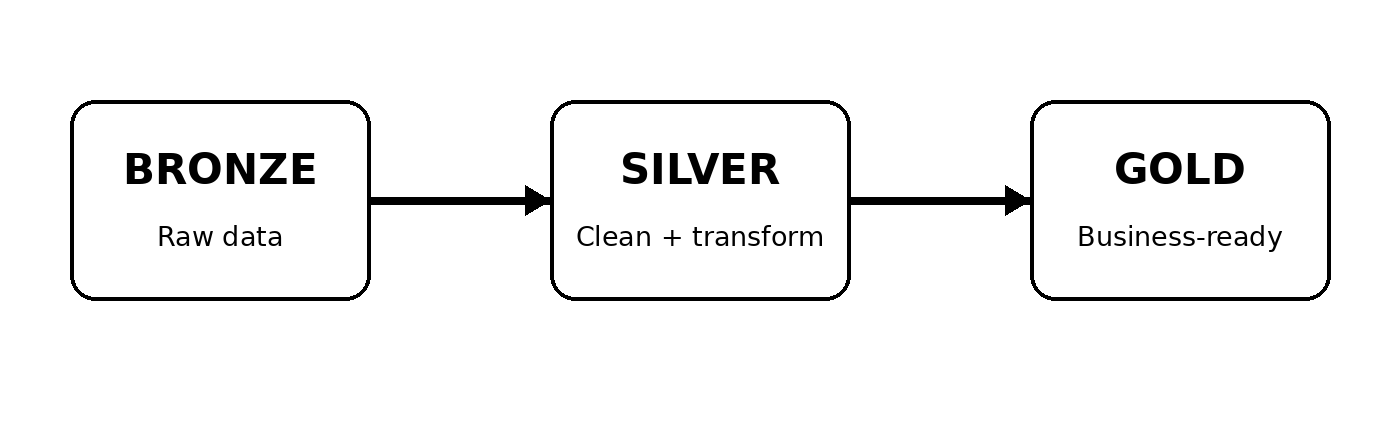 BRONZE
Raw data
SILVER
Clean + transform
GOLD
Business-ready